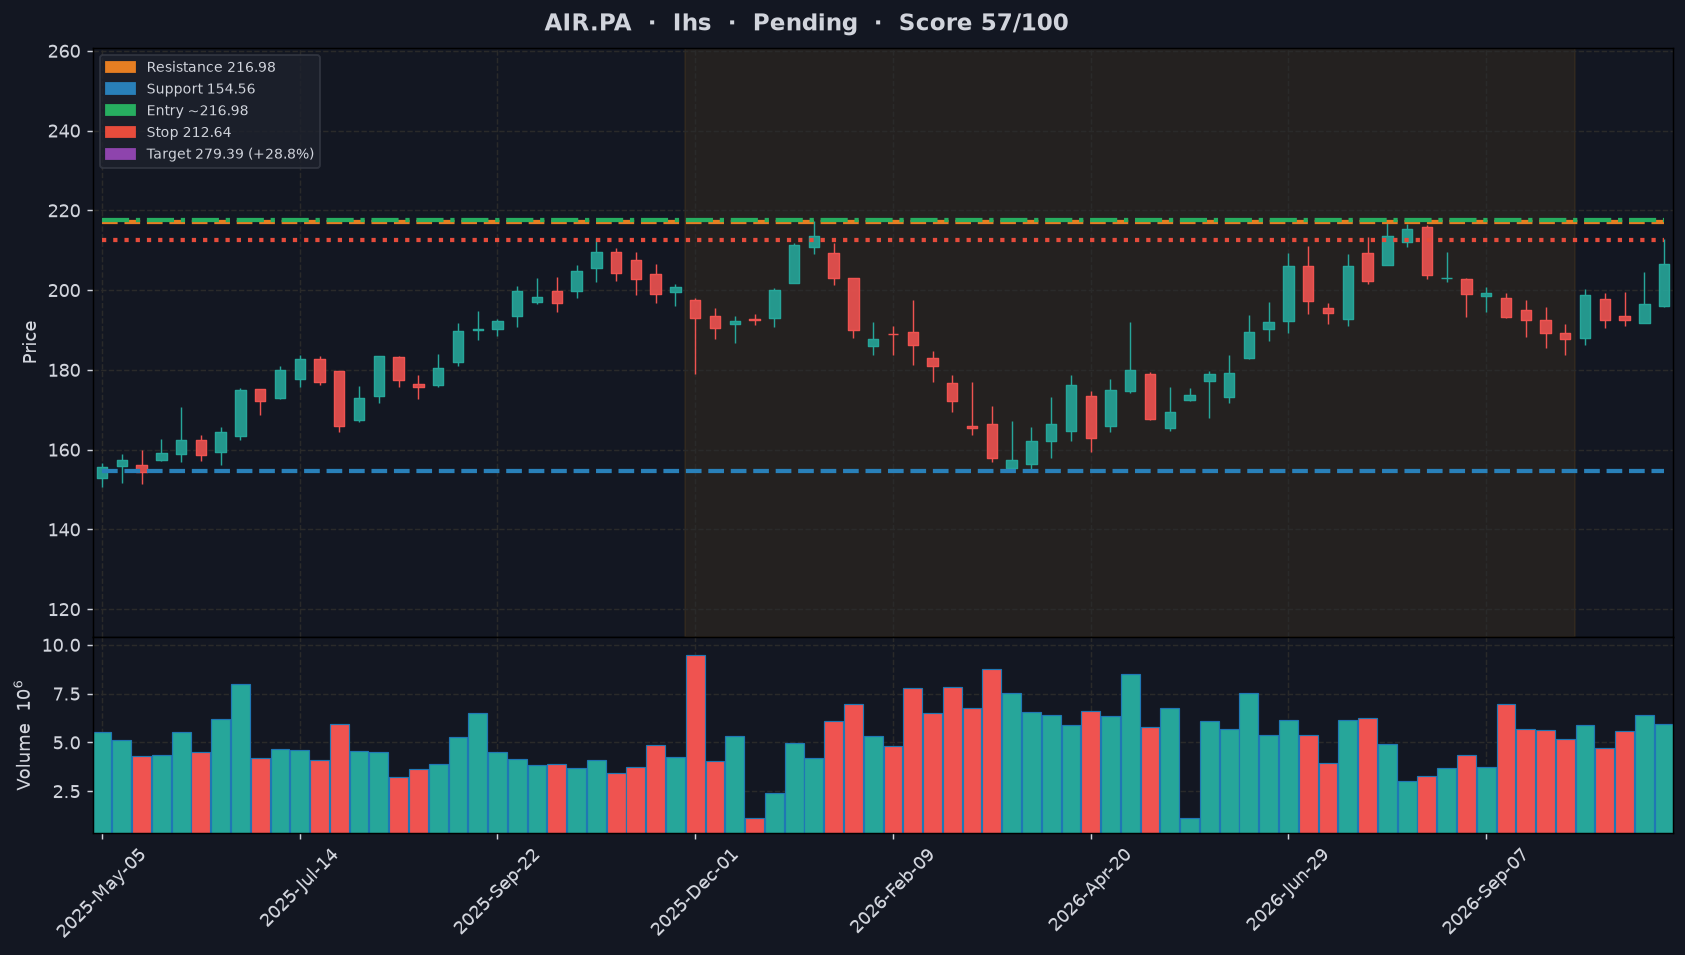 AIR.PA  ·  Ihs  ·  Pending  ·  Score 57/100
Resistance 216.98
Support 154.56
Entry ~216.98
Stop 212.64
Target 279.39 (+28.8%)
Price
260
240
220
200
180
160
140
120
Volume 10⁶
10.0
7.5
5.0
2.5
2025-May-05
2025-Jul-14
2025-Sep-22
2025-Dec-01
2026-Feb-09
2026-Apr-20
2026-Jun-29
2026-Sep-07